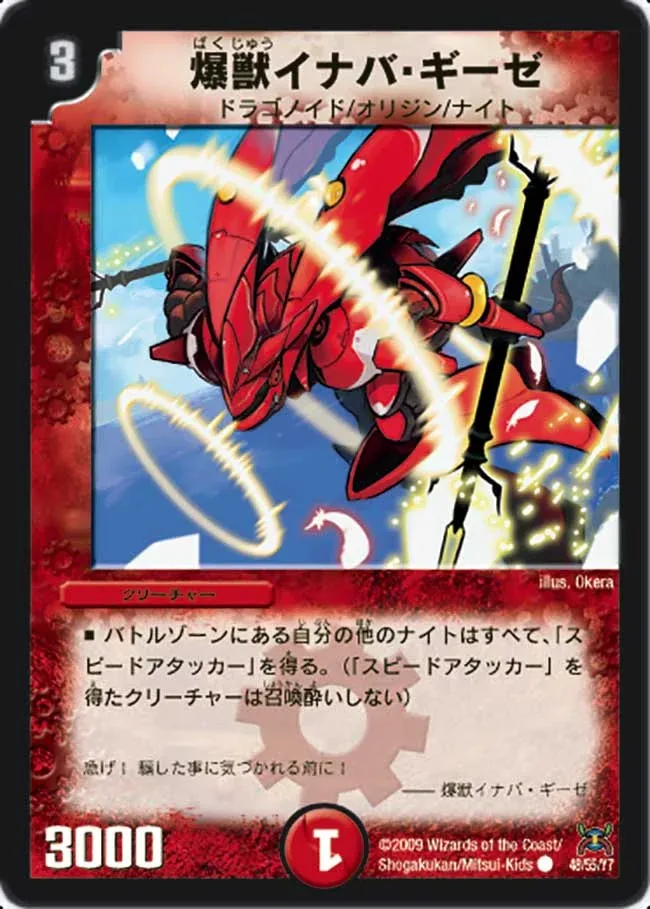 3
ばくじゅう
爆獣イナバ・ギーゼ
ドラゴノイド/オリジン/ナイト
illus. Okera
クリーチャー
■ バトルゾーンにある自分の他のナイトはすべて、「ス
ピードアタッカー」を得る。(「スピードアタッカー」を
得たクリーチャーは召喚酔いしない)
急げ! 騙した事に気づかれる前に!
—— 爆獣イナバ・ギーゼ
3000
1
©2009 Wizards of the Coast/
Shogakukan/Mitsui-Kids
48/55/Y7